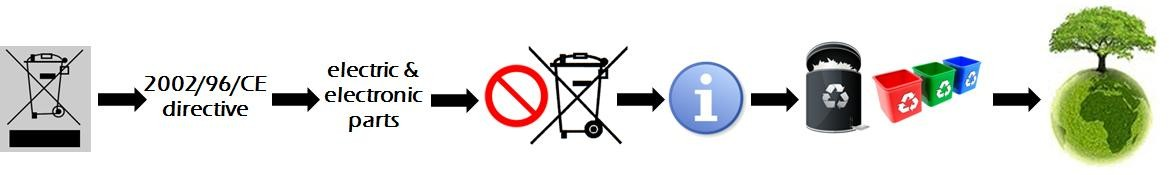 2002/96/CE
directive
electric &
electronic
parts
i